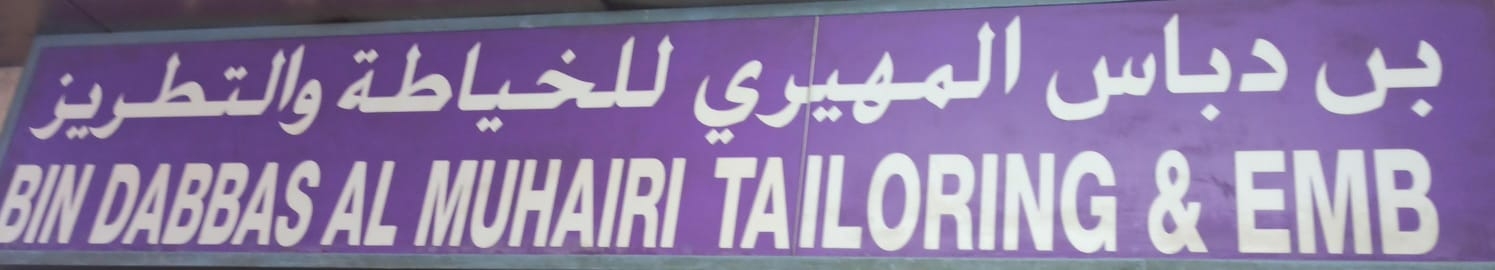 بن دباس المهيري للخياطة والتطريز
BIN DABBAS AL MUHAIRI TAILORING & EMB